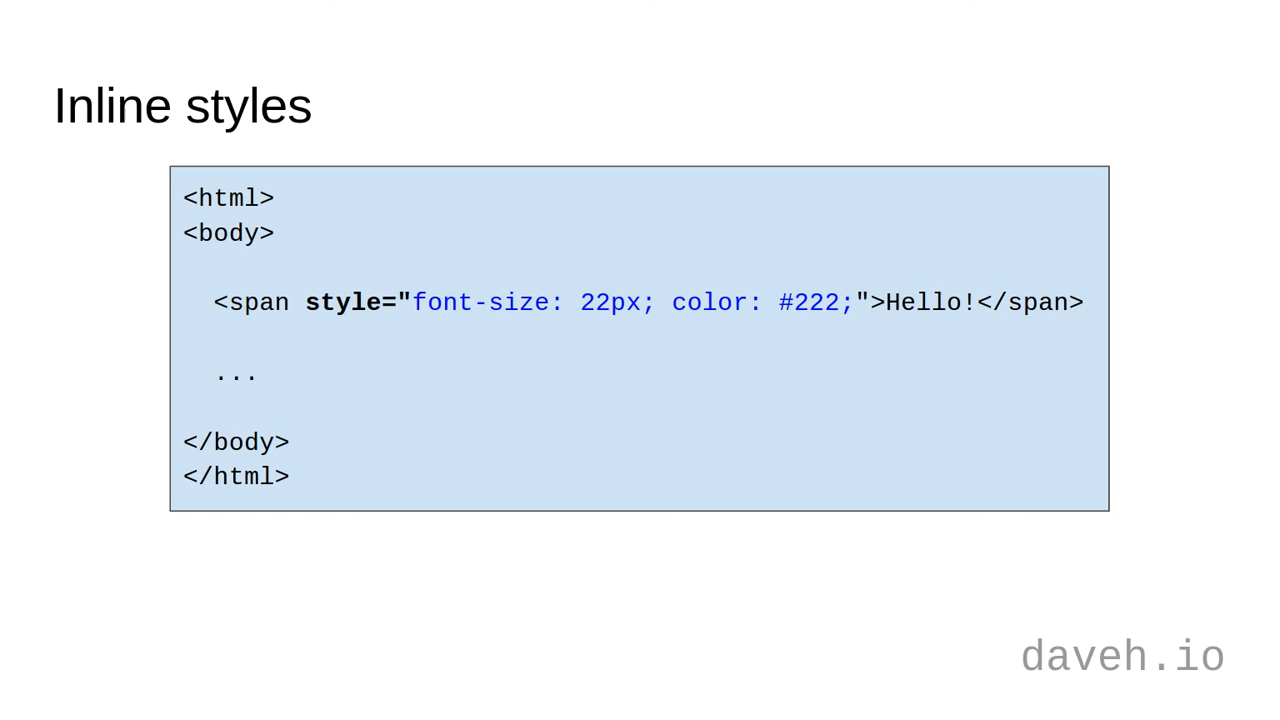 Inline styles
<html>
<body>
<span style="font-size: 22px; color: #222;">Hello!</span>
...
</body>
</html>
daveh.io